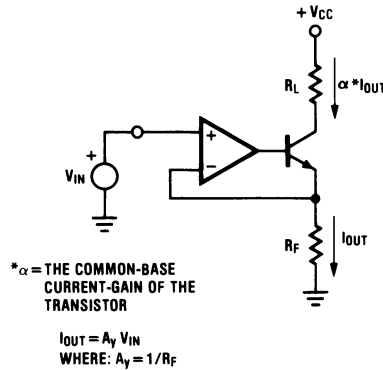 + VCC
RL
α*IOUT
+
−
+
VIN
RF
IOUT
*α = THE COMMON-BASE
CURRENT-GAIN OF THE
TRANSISTOR
IOUT = Ay VIN
WHERE: Ay = 1/RF